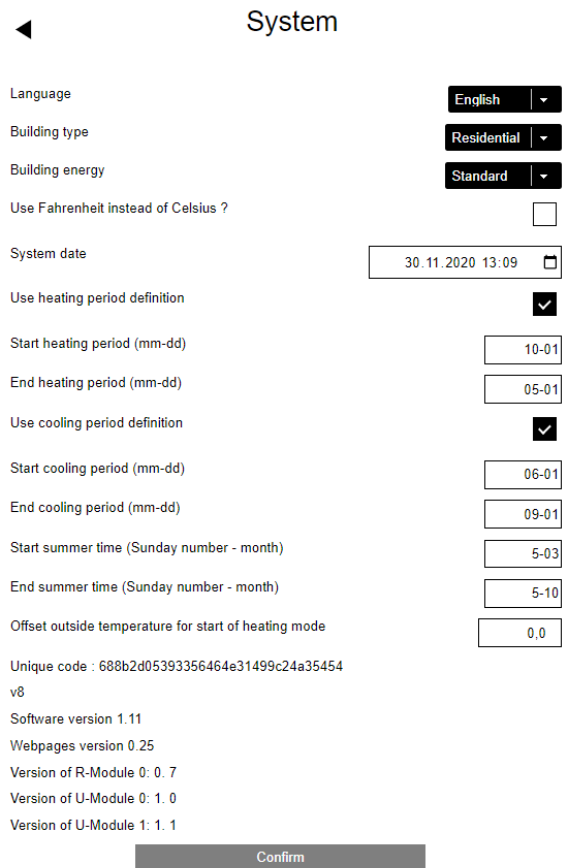 System
Language English
Building type Residential
Building energy Standard
Use Fahrenheit instead of Celsius ?
System date 30.11.2020 13:09
Use heating period definition
Start heating period (mm-dd) 10-01
End heating period (mm-dd) 05-01
Use cooling period definition
Start cooling period (mm-dd) 06-01
End cooling period (mm-dd) 09-01
Start summer time (Sunday number - month) 5-03
End summer time (Sunday number - month) 5-10
Offset outside temperature for start of heating mode 0,0
Unique code : 688b2d05393356464e31499c24a35454
v8
Software version 1.11
Webpages version 0.25
Version of R-Module 0: 0. 7
Version of U-Module 0: 1. 0
Version of U-Module 1: 1. 1
Confirm